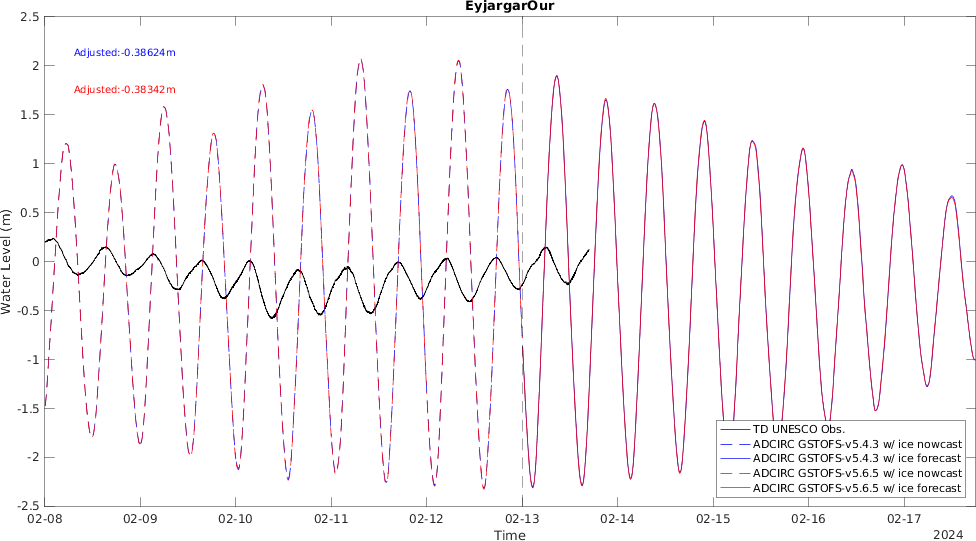 EyjargarOur
Adjusted:-0.38624m
Adjusted:-0.38342m
Water Level (m)
2.5
2
1.5
1
0.5
0
-0.5
-1
-1.5
-2
-2.5
TD UNESCO Obs.
ADCIRC GSTOFS-v5.4.3 w/ ice nowcast
ADCIRC GSTOFS-v5.4.3 w/ ice forecast
ADCIRC GSTOFS-v5.6.5 w/ ice nowcast
ADCIRC GSTOFS-v5.6.5 w/ ice forecast
02-08 02-09 02-10 02-11 02-12 02-13 02-14 02-15 02-16 02-17
Time
2024